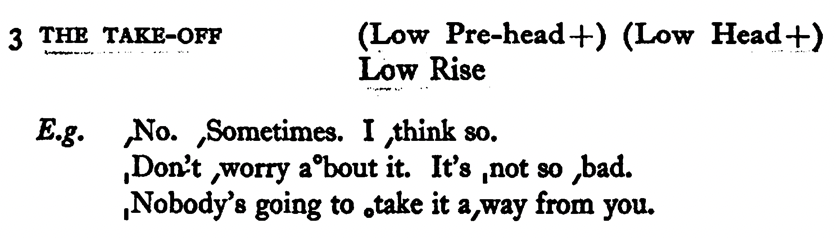 3 THE TAKE-OFF (Low Pre-head+) (Low Head+)
Low Rise
E.g. ˏNo. ˏSometimes. I ˏthink so.
ˌDon't ˏworry a°bout it. It's ˌnot so ˏbad.
ˌNobody's going to ˳take it aˏway from you.